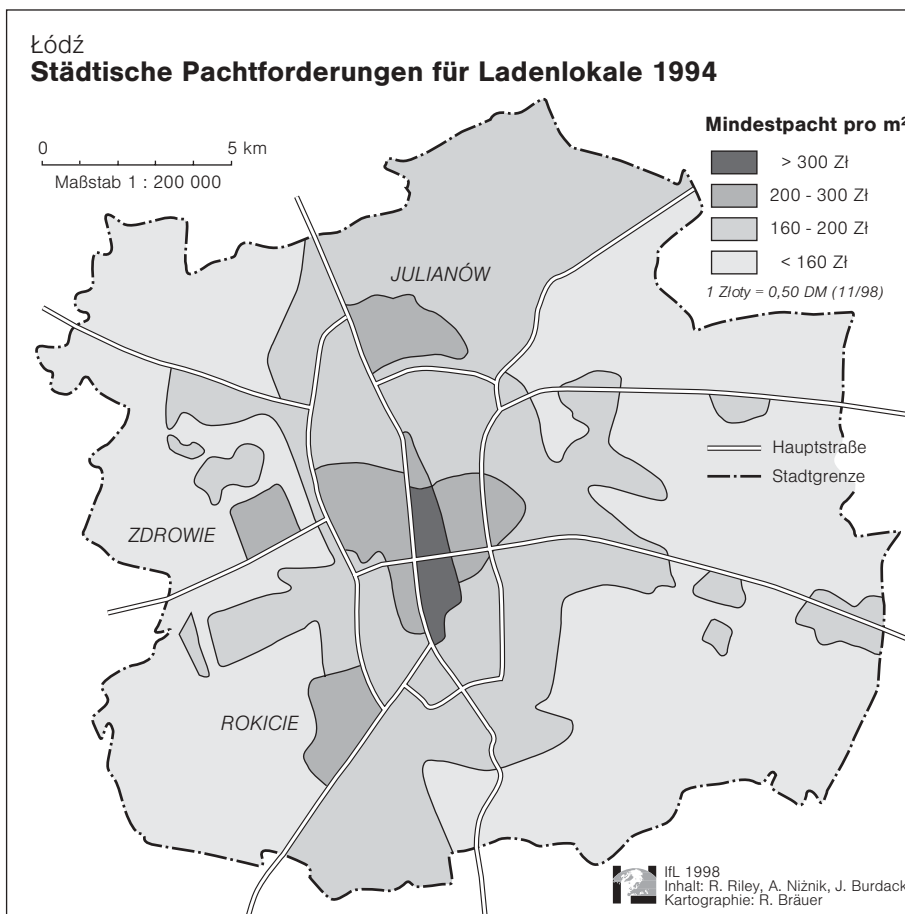 Łódź
Städtische Pachtforderungen für Ladenlokale 1994
0 5 km
Maßstab 1 : 200 000
Mindestpacht pro m²
> 300 Zł
200 - 300 Zł
160 - 200 Zł
< 160 Zł
1 Złoty = 0,50 DM (11/98)
JULIANÓW
Hauptstraße
Stadtgrenze
ZDROWIE
ROKICIE
IfL 1998
Inhalt: R. Riley, A. Niżnik, J. Burdack
Kartographie: R. Bräuer